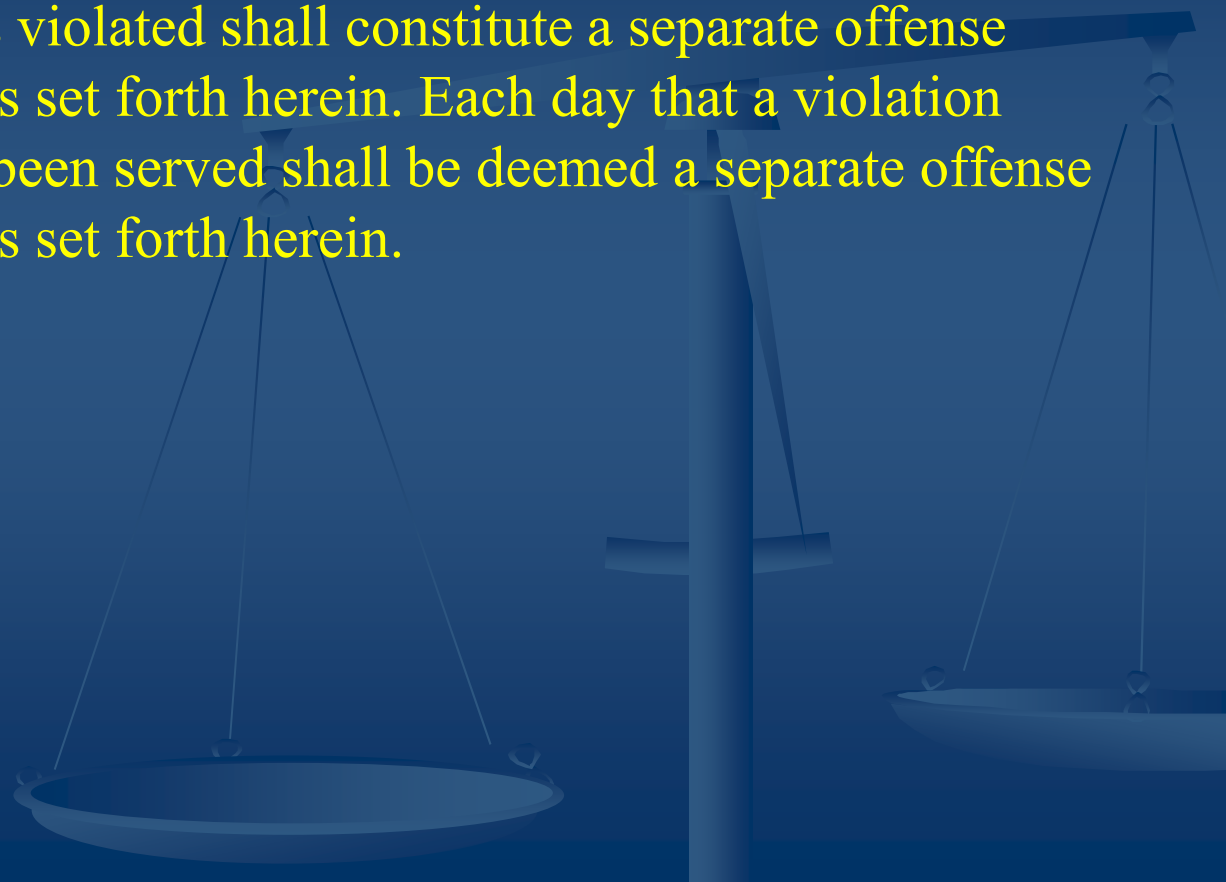 violated shall constitute a separate offense
s set forth herein. Each day that a violation
been served shall be deemed a separate offense
s set forth herein.